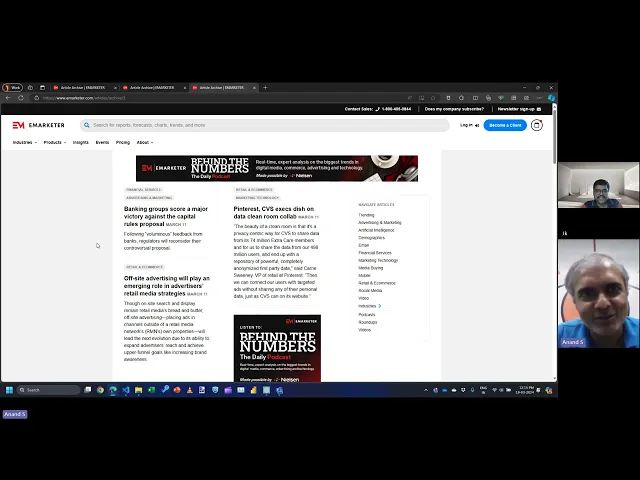 Work
Article Archive | EMARKETER
Article Archive | EMARKETER
Article Archive | EMARKETER
https://www.emarketer.com/articles/archive/3
Contact Sales: 1-800-405-0844
Does my company subscribe?
Newsletter sign-up
EM EMARKETER
Search for reports, forecasts, charts, trends, and more
Log in
Become a Client
Industries
Products
Insights
Events
Pricing
About
EM EMARKETER
BEHIND THE NUMBERS
The Daily Podcast
Real-time, expert analysis on the biggest trends in digital media, commerce, advertising and technology.
Made possible by Nielsen
FINANCIAL SERVICES
ADVERTISING & MARKETING
Banking groups score a major
victory against the capital
rules proposal MARCH 11
Following "voluminous" feedback from
banks, regulators will reconsider their
controversial proposal.
RETAIL & ECOMMERCE
Off-site advertising will play an
emerging role in advertisers'
retail media strategies MARCH 11
Though on-site search and display
remain retail media's bread and butter,
off-site advertising—placing ads in
channels outside of a retail media
network's (RMN's) own properties—will
lead the next evolution due to its ability to
expand advertisers' reach and achieve
upper-funnel goals like increasing brand
awareness.
RETAIL & ECOMMERCE
MARKETING TECHNOLOGY
Pinterest, CVS execs dish on
data clean room collab MARCH 11
"The beauty of a clean room is that it's a
privacy centric way for CVS to share data
from its 74 million Extra Care members
and for us to share the data from our 498
million users, and end up with a
repository of powerful, completely
anonymized first party data," said Carne
Sweeney, VP of retail at Pinterest. "Then
we can connect our users with targeted
ads without sharing any of their personal
data, just as CVS can on its website."
LISTEN TO: EM EMARKETER
BEHIND THE
NUMBERS
The Daily Podcast
Made possible by Nielsen
NAVIGATE ARTICLES
Trending
Advertising & Marketing
Artificial Intelligence
Demographics
Email
Financial Services
Marketing Technology
Media Buying
Mobile
Retail & Ecommerce
Social Media
Video
Industries
Podcasts
Roundups
Videos
Search
ENG
IN
Anand S
Anand S